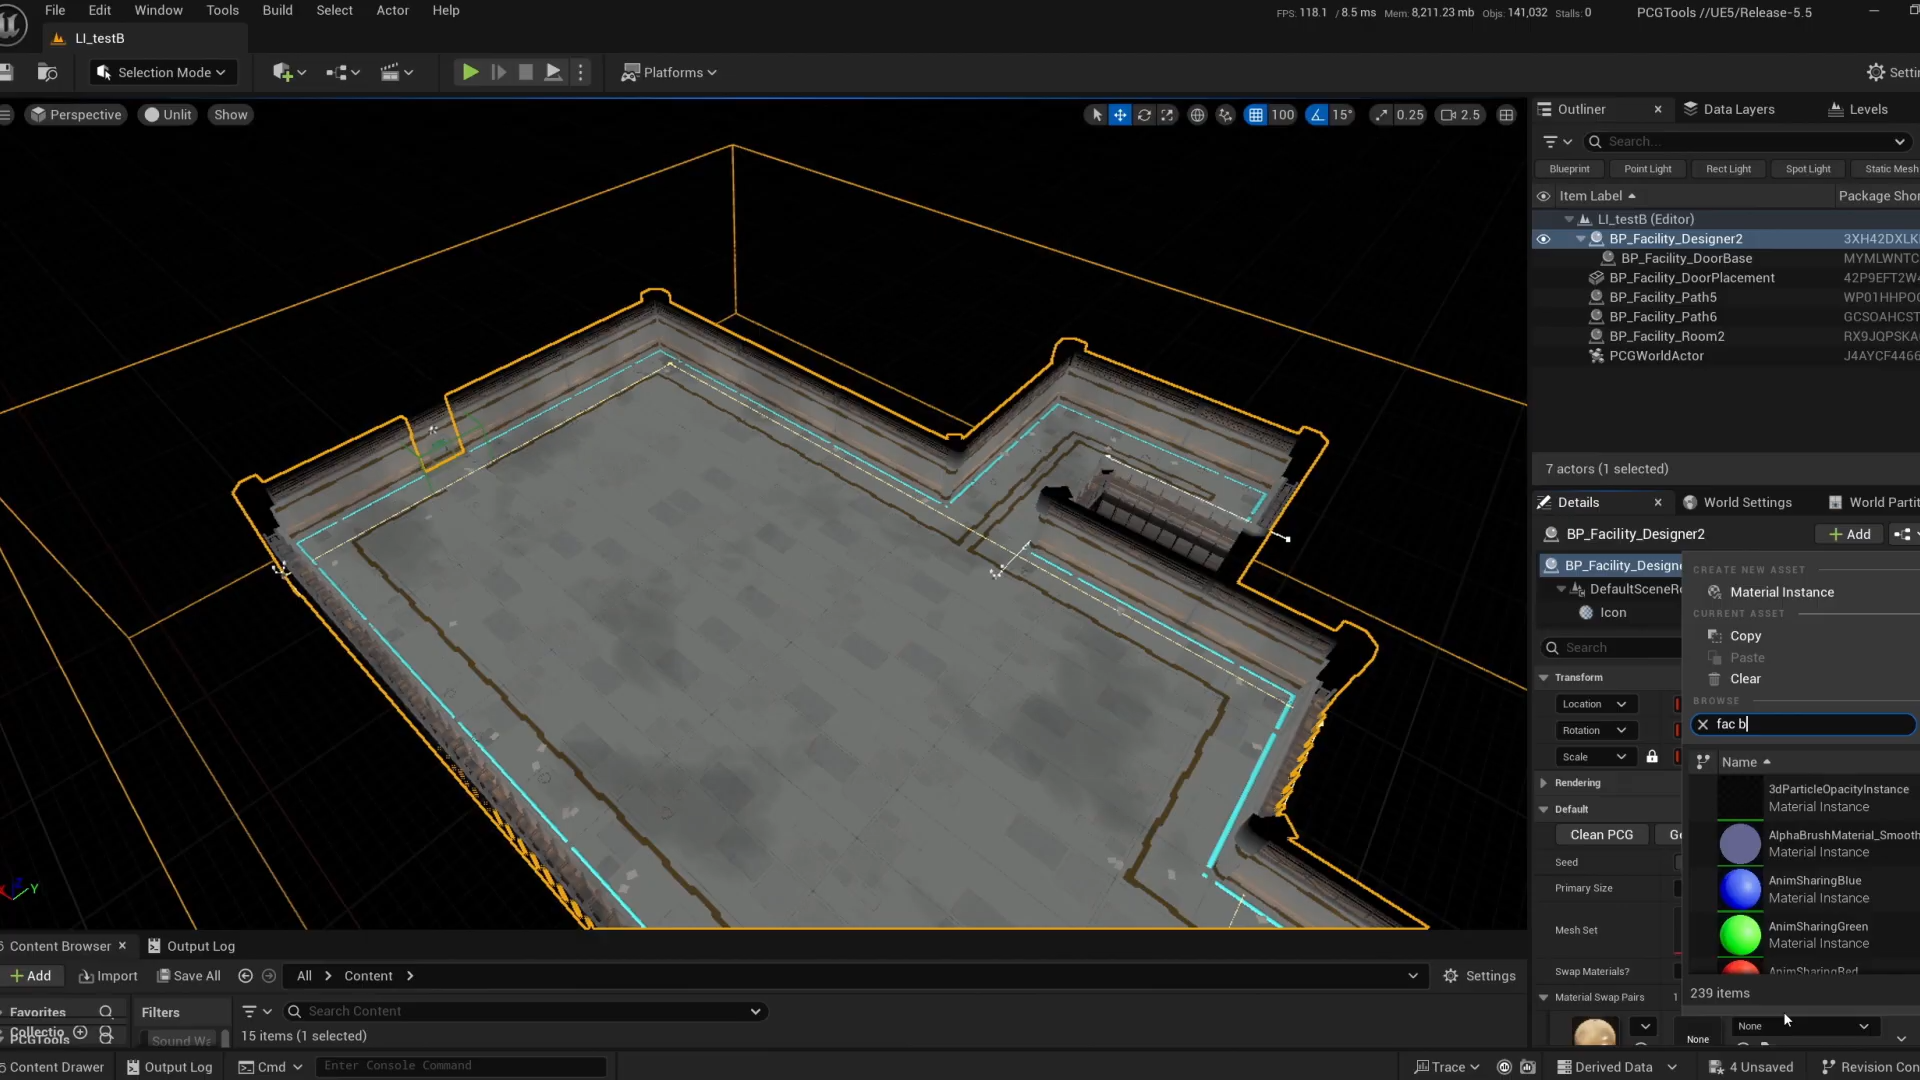 File Edit Window Tools Build Select Actor Help
FPS: 118.1 / 8.5 ms Mem: 8,211.23 mb Objs: 141,032 Stalls: 0
PCGTools //UE5/Release-5.5
LI_testB
Selection Mode
Platforms
Perspective
Unlit
Show
100
15°
0.25
2.5
Outliner
Data Layers
Levels
Search...
Blueprint
Point Light
Rect Light
Spot Light
Static Mesh
Item Label
LI_testB (Editor)
BP_Facility_Designer2
3XH42DXLK
BP_Facility_DoorBase
MYMLWNTC
BP_Facility_DoorPlacement
42P9EFT2W
BP_Facility_Path5
WP01HHPO
BP_Facility_Path6
GCSOAHCST
BP_Facility_Room2
RX9JQPSKA
PCGWorldActor
J4AYCF4466
7 actors (1 selected)
Details
World Settings
World Partit
BP_Facility_Designer2
Add
BP_Facility_Design
DefaultSceneR
Icon
Search
Transform
Location
Rotation
Scale
Rendering
Default
Clean PCG
Ge
Seed
Primary Size
Mesh Set
Swap Materials?
Material Swap Pairs
1
None
None
CREATE NEW ASSET
Material Instance
CURRENT ASSET
Copy
Paste
Clear
BROWSE
fac b
Name
3dParticleOpacityInstance
Material Instance
AlphaBrushMaterial_Smooth
Material Instance
AnimSharingBlue
Material Instance
AnimSharingGreen
Material Instance
AnimSharingRed
239 items
Y
Content Browser
Output Log
Add
Import
Save All
All
Content
Settings
Favorites
Collectio
PCGTools
Filters
Sound Wa
Search Content
15 items (1 selected)
Content Drawer
Output Log
Cmd
Enter Console Command
Trace
Derived Data
4 Unsaved
Revision Con